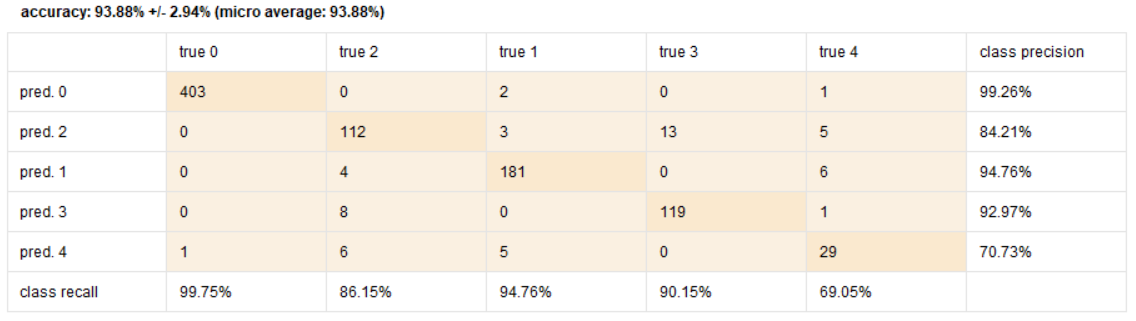 accuracy: 93.88% +/- 2.94% (micro average: 93.88%)
true 0 true 2 true 1 true 3 true 4 class precision
pred. 0 403 0 2 0 1 99.26%
pred. 2 0 112 3 13 5 84.21%
pred. 1 0 4 181 0 6 94.76%
pred. 3 0 8 0 119 1 92.97%
pred. 4 1 6 5 0 29 70.73%
class recall 99.75% 86.15% 94.76% 90.15% 69.05%